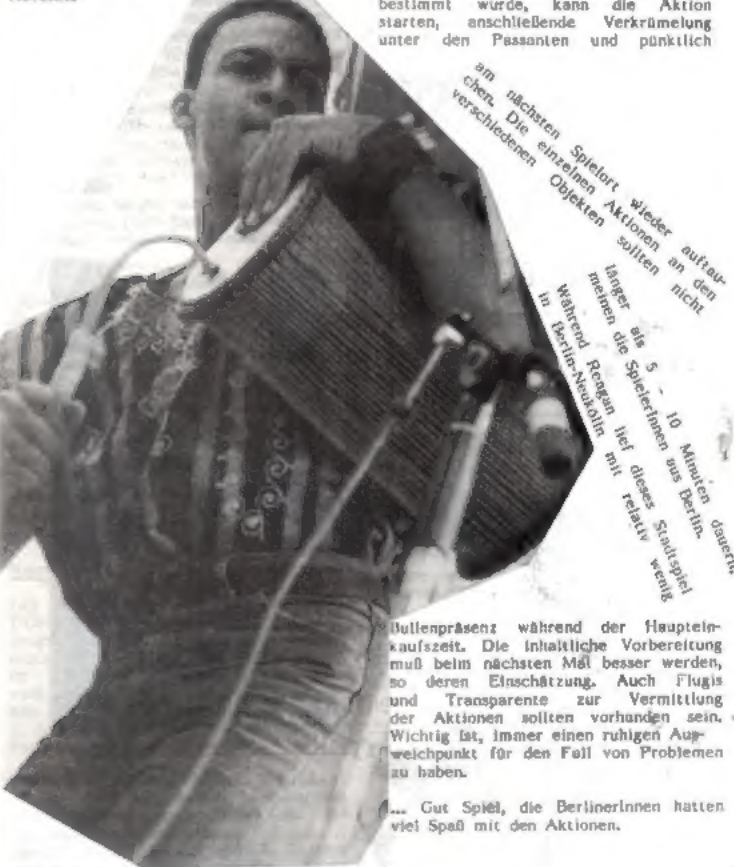 bestimmt wurde, kann die Aktion
starten, anschließende Verkrümelung
unter den Passanten und pünktlich
am nächsten Spielort wieder auftau-
chen. Die einzelnen Aktionen an den
verschiedenen Objekten sollten nicht
länger als 5 - 10 Minuten dauern,
meinen die SpielerInnen aus Berlin.
Während Reagan lief dieses Stadtspiel
in Berlin-Neukölln mit relativ wenig
Bullenpräsenz während der Hauptein-
kaufszeit. Die inhaltliche Vorbereitung
muß beim nächsten Mal besser werden,
so deren Einschätzung. Auch Flugis
und Transparente zur Vermittlung
der Aktionen sollten vorhanden sein.
Wichtig ist, immer einen ruhigen Aus-
weichpunkt für den Fall von Problemen
zu haben.
... Gut Spiel, die BerlinerInnen hatten
viel Spaß mit den Aktionen.